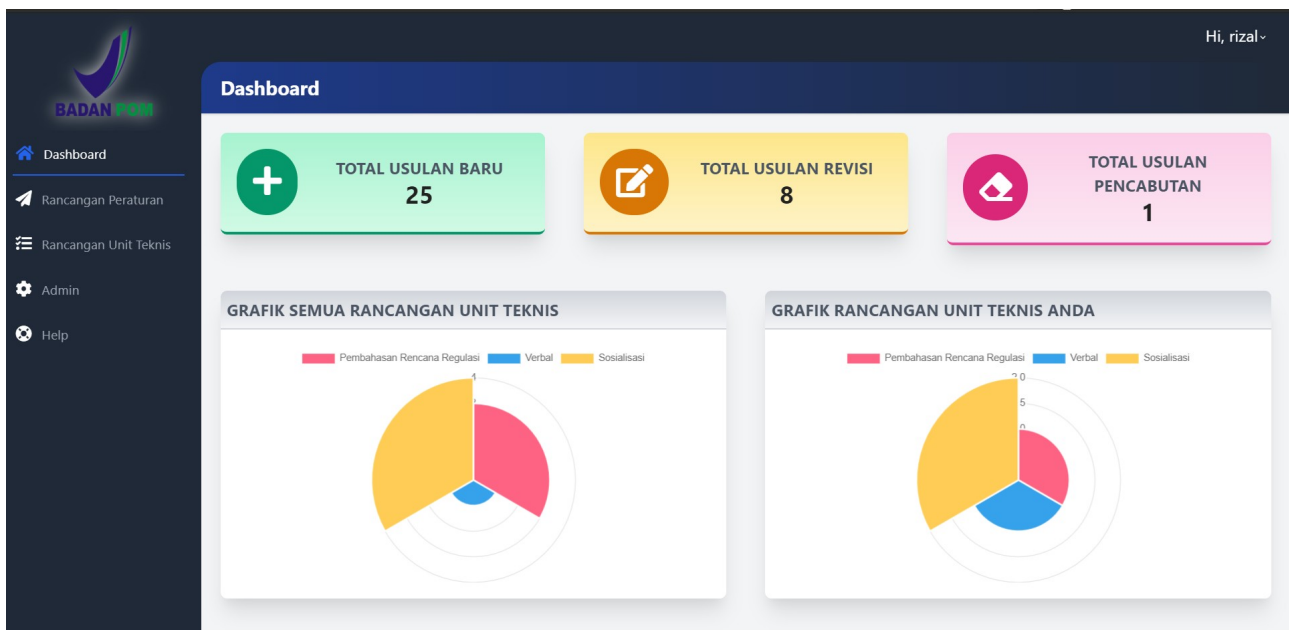 Hi, rizal
BADAN POM
Dashboard
Dashboard
Rancangan Peraturan
Rancangan Unit Teknis
Admin
Help
TOTAL USULAN BARU
25
TOTAL USULAN REVISI
8
TOTAL USULAN
PENCABUTAN
1
GRAFIK SEMUA RANCANGAN UNIT TEKNIS
Pembahasan Rencana Regulasi Verbal Sosialisasi
4
GRAFIK RANCANGAN UNIT TEKNIS ANDA
Pembahasan Rencana Regulasi Verbal Sosialisasi
2.0